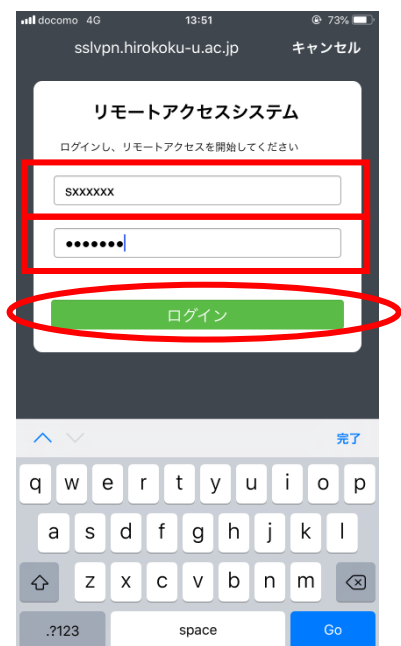 docomo 4G 13:51 73%
sslvpn.hirokoku-u.ac.jp キャンセル
リモートアクセスシステム
ログインし、リモートアクセスを開始してください
sxxxxxx
●●●●●●●
ログイン
完了
q w e r t y u i o p
a s d f g h j k l
z x c v b n m
.?123 space Go